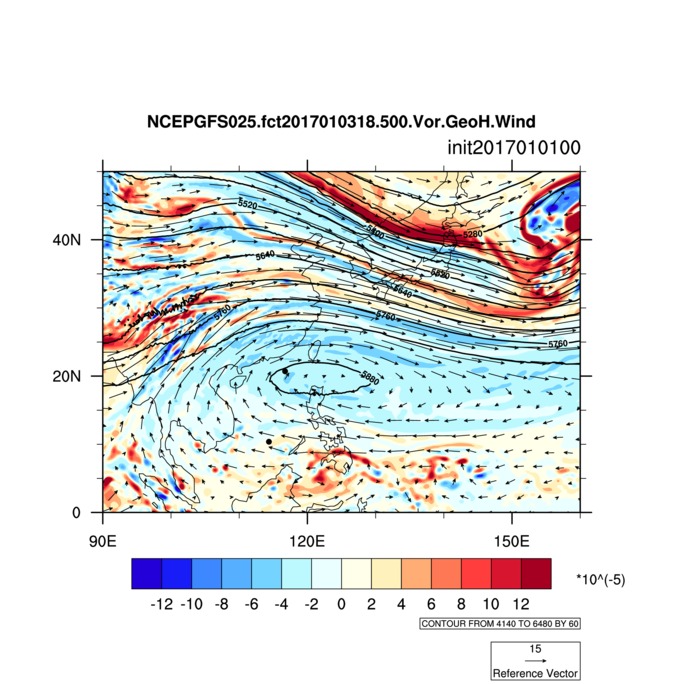 NCEPGFS025.fct2017010318.500.Vor.GeoH.Wind
init2017010100
5520
5400
5280
40N
5640
5520
5640
5760
5760
5760
20N
5880
0
90E 120E 150E
-12 -10 -8 -6 -4 -2 0 2 4 6 8 10 12
*10^(-5)
CONTOUR FROM 4140 TO 6480 BY 60
15
Reference Vector